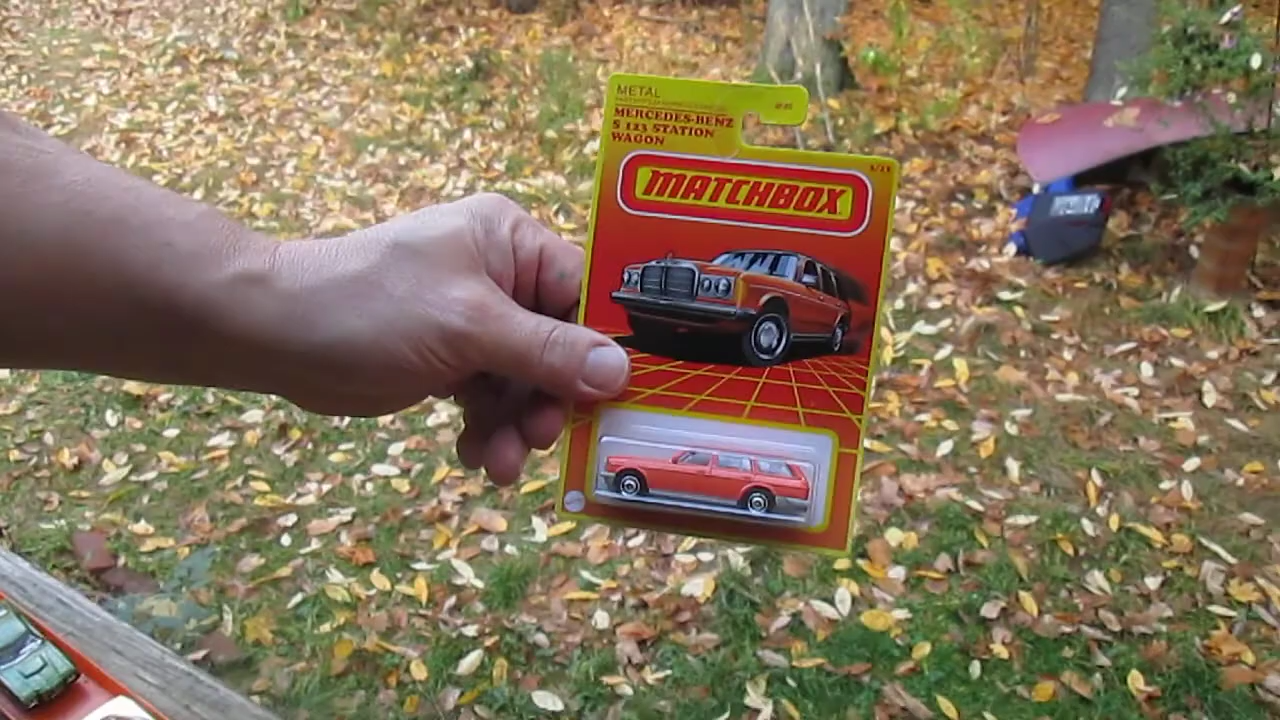 METAL
MERCEDES-BENZ
S 123 STATION
WAGON
MATCHBOX